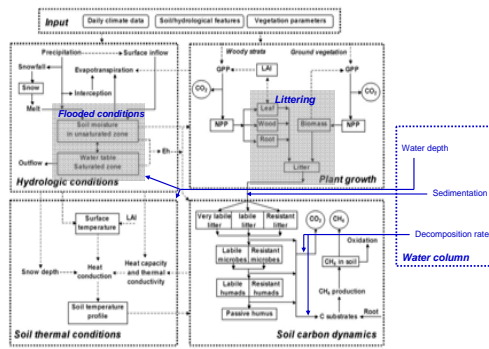 Input
Daily climate data
Soil/hydrological features
Vegetation parameters
Precipitation
Surface inflow
Snowfall
Evapotranspiration
Snow
Interception
Melt
Flooded conditions
Soil moisture
in unsaturated zone
Eh
Water table
Saturated zone
Outflow
Hydrologic conditions
Woody strata
Ground vegetation
GPP
LAI
GPP
CO2
Littering
CO2
Leaf
NPP
Wood
Biomass
NPP
Root
Litter
Plant growth
Water depth
Sedimentation
Decomposition rate
Water column
Surface
temperature
LAI
Snow depth
Heat
conduction
Heat capacity
and thermal
conductivity
Soil temperature
profile
Soil thermal conditions
Very labile
litter
labile
litter
Resistant
litter
CO2
CH4
Oxidation
Labile
microbes
Resistant
microbes
CH4 in soil
Labile
humads
Resistant
humads
CH4 production
Passive humus
C substrates
Root
Soil carbon dynamics